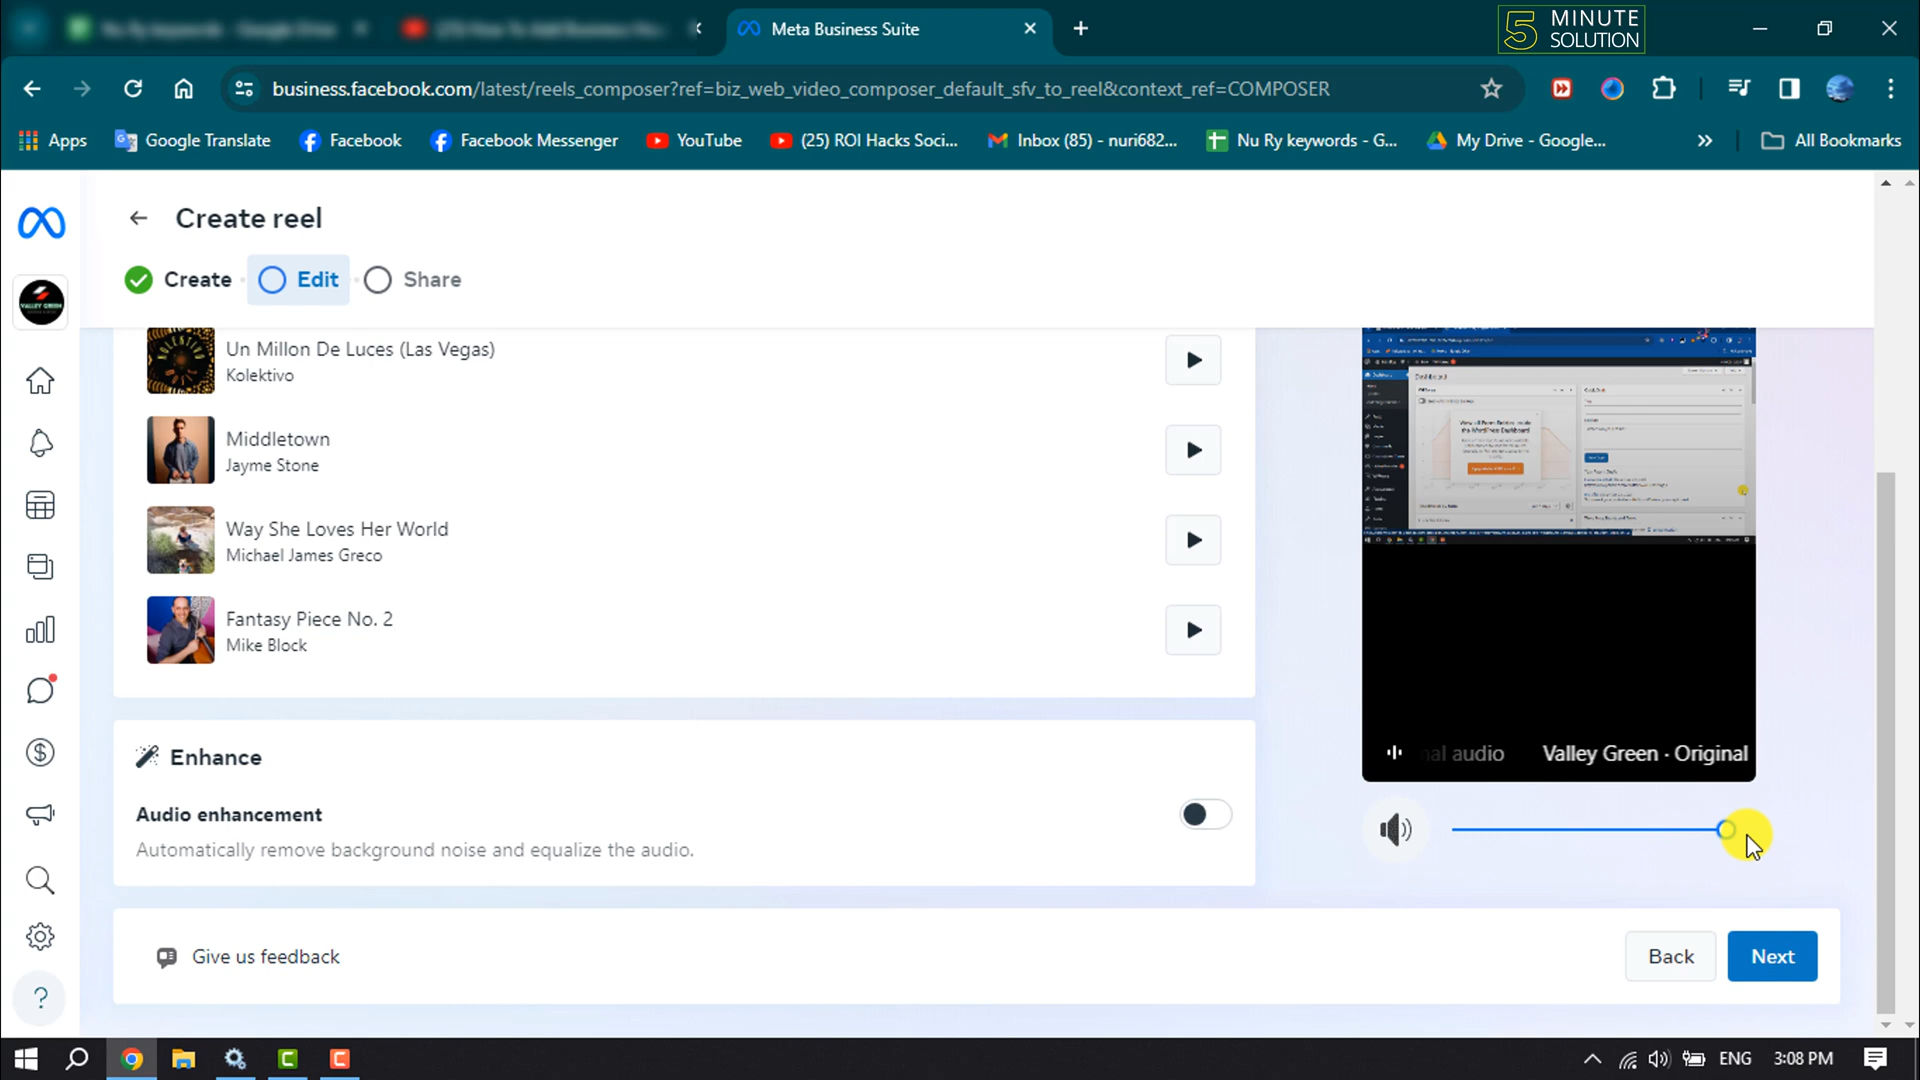 Meta Business Suite
5 MINUTE SOLUTION
business.facebook.com/latest/reels_composer?ref=biz_web_video_composer_default_sfv_to_reel&context_ref=COMPOSER
Apps
Google Translate
Facebook
Facebook Messenger
YouTube
(25) ROI Hacks Soci...
Inbox (85) - nuri682...
Nu Ry keywords - G...
My Drive - Google...
All Bookmarks
Create reel
Create
Edit
Share
VALLEY GREEN
Un Millon De Luces (Las Vegas)
Kolektivo
Middletown
Jayme Stone
Way She Loves Her World
Michael James Greco
Fantasy Piece No. 2
Mike Block
Dashboard
nal audio
Valley Green · Original
Enhance
Audio enhancement
Automatically remove background noise and equalize the audio.
Give us feedback
Back
Next
ENG
3:08 PM